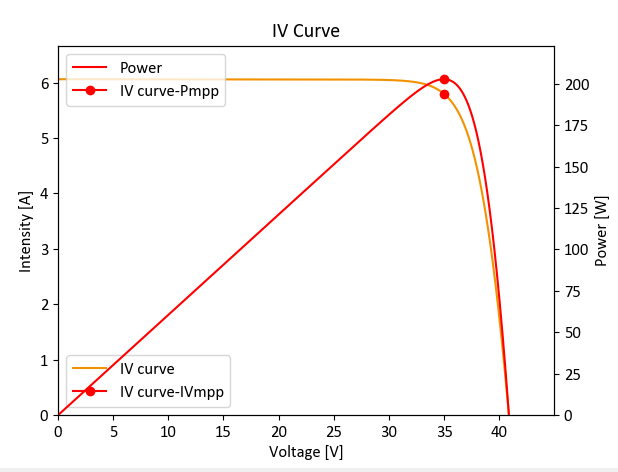 IV Curve
Power
IV curve-Pmpp
IV curve
IV curve-IVmpp
Intensity [A]
6
5
4
3
2
1
0
Power [W]
200
175
150
125
100
75
50
25
0
0 5 10 15 20 25 30 35 40
Voltage [V]